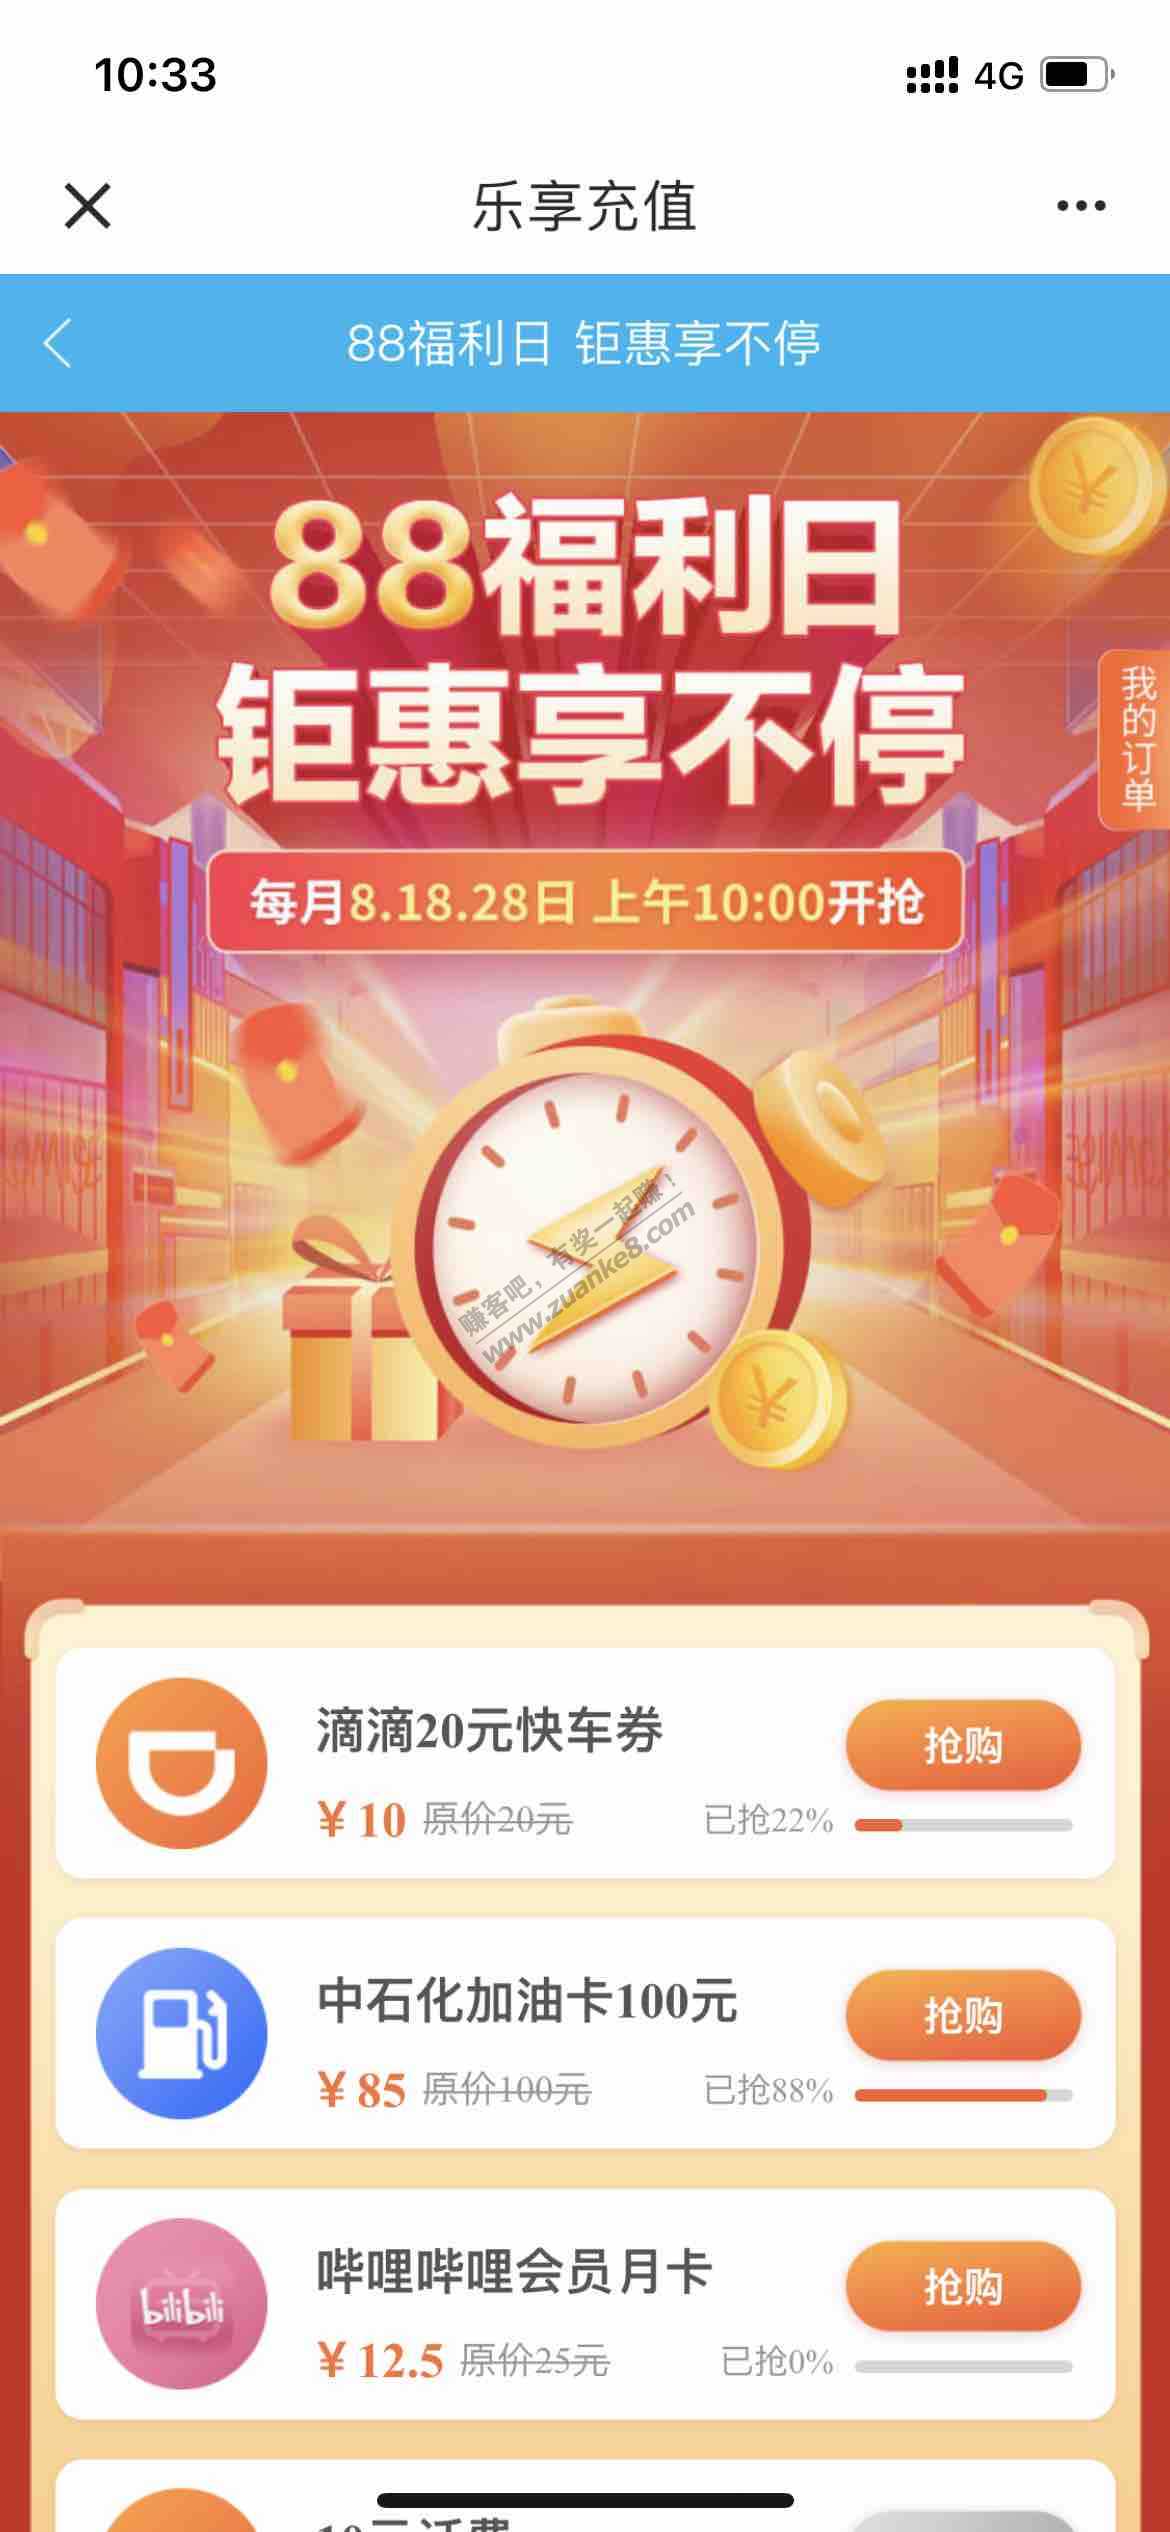 10:33
4G
乐享充值
88福利日 钜惠享不停
88福利日
钜惠享不停
我的订单
每月8.18.28日 上午10:00开抢
赚客吧，有奖一起赚！
www.zuanke8.com
滴滴20元快车券
抢购
¥ 10 原价20元
已抢22%
中石化加油卡100元
抢购
¥ 85 原价100元
已抢88%
bilibili
哔哩哔哩会员月卡
抢购
¥ 12.5 原价25元
已抢0%
10元话费